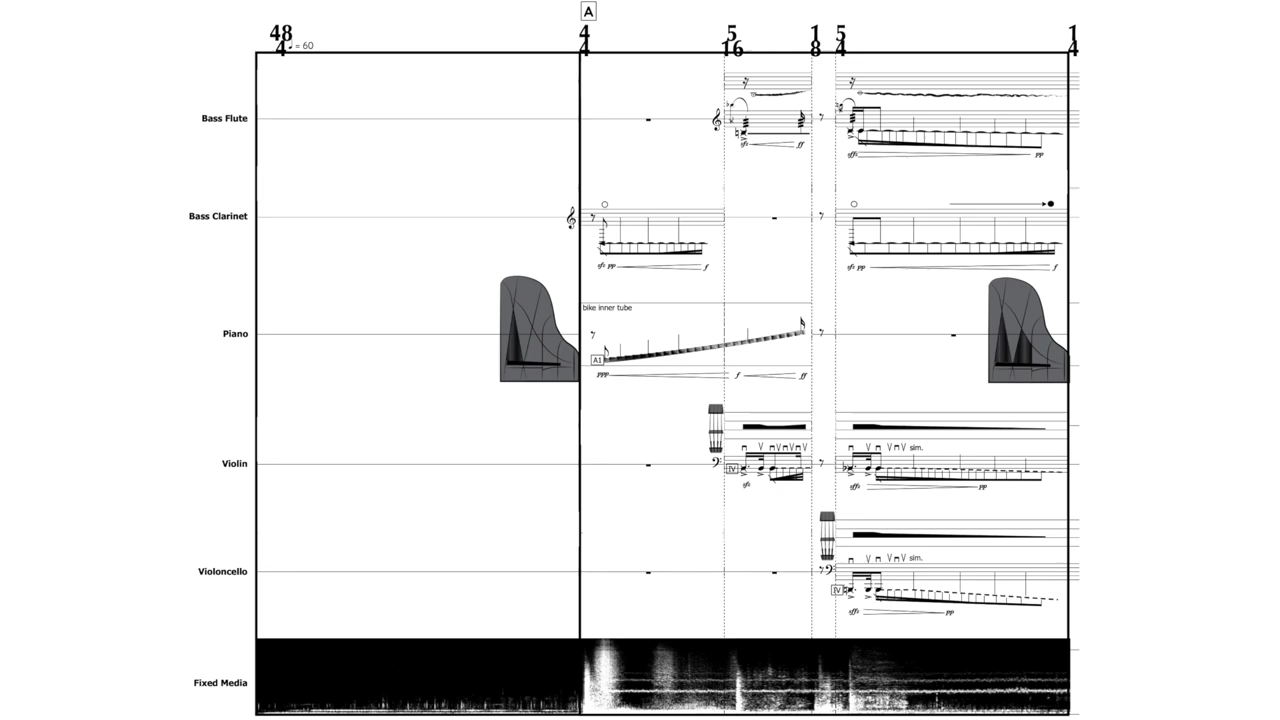 A
48 4 5 1 5 1
4 ♩ = 60 4 16 8 4 4
Bass Flute
sfz ff sffz pp
Bass Clarinet
sfz pp f sfz pp f
bike inner tube
Piano
A1
ppp f ff
sim.
Violin
IV
sfz sffz pp
sim.
Violoncello
IV
sffz pp
Fixed Media